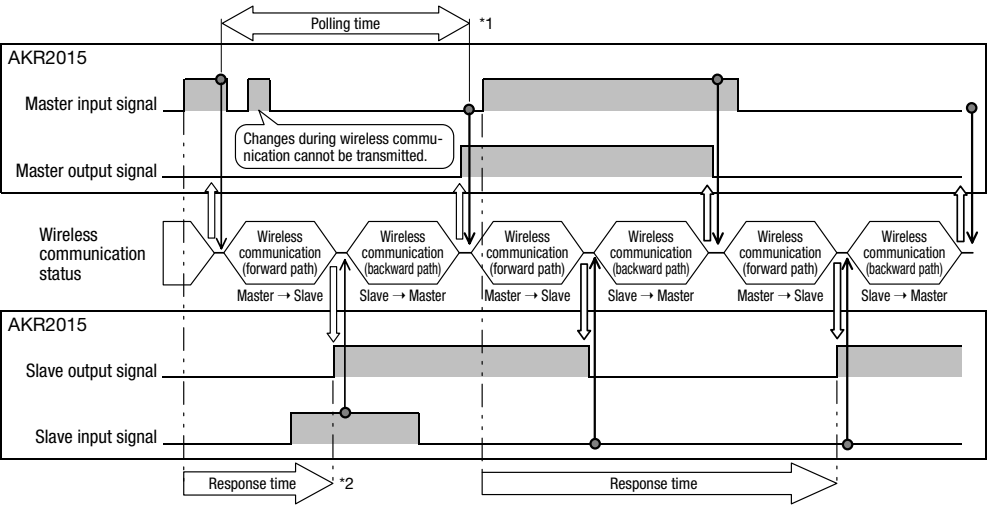 Polling time
*1
AKR2015
Master input signal
Changes during wireless commu-
nication cannot be transmitted.
Master output signal
Wireless
communication
status
Wireless
communication
(forward path)
Wireless
communication
(backward path)
Wireless
communication
(forward path)
Wireless
communication
(backward path)
Wireless
communication
(forward path)
Wireless
communication
(backward path)
Master → Slave
Slave → Master
Master → Slave
Slave → Master
Master → Slave
Slave → Master
AKR2015
Slave output signal
Slave input signal
Response time
*2
Response time